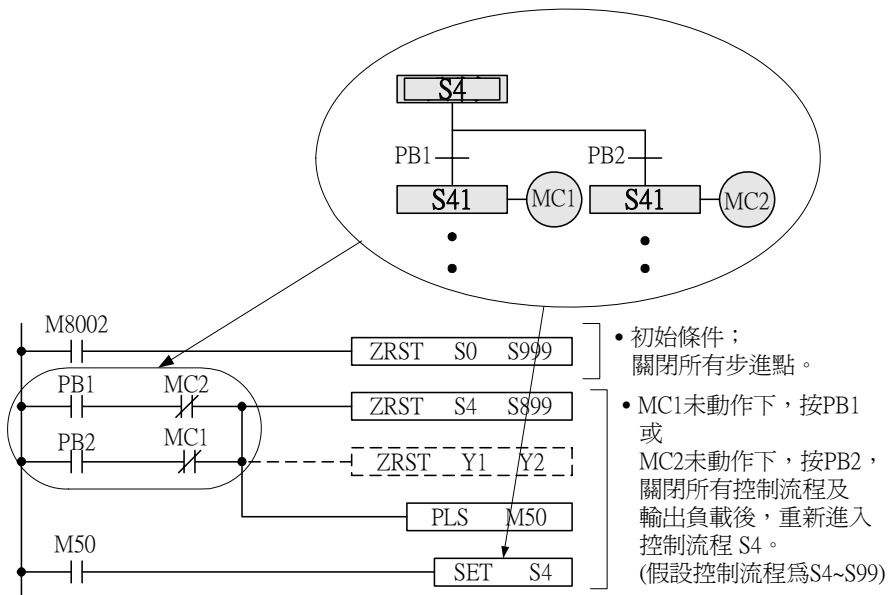 S4
PB1
PB2
S41
MC1
S41
MC2
M8002
ZRST S0 S999
• 初始條件；
關閉所有步進點。
PB1
MC2
ZRST S4 S899
• MC1未動作下，按PB1
或
MC2未動作下，按PB2，
關閉所有控制流程及
輸出負載後，重新進入
控制流程 S4。
(假設控制流程爲S4~S99)
PB2
MC1
ZRST Y1 Y2
PLS M50
M50
SET S4